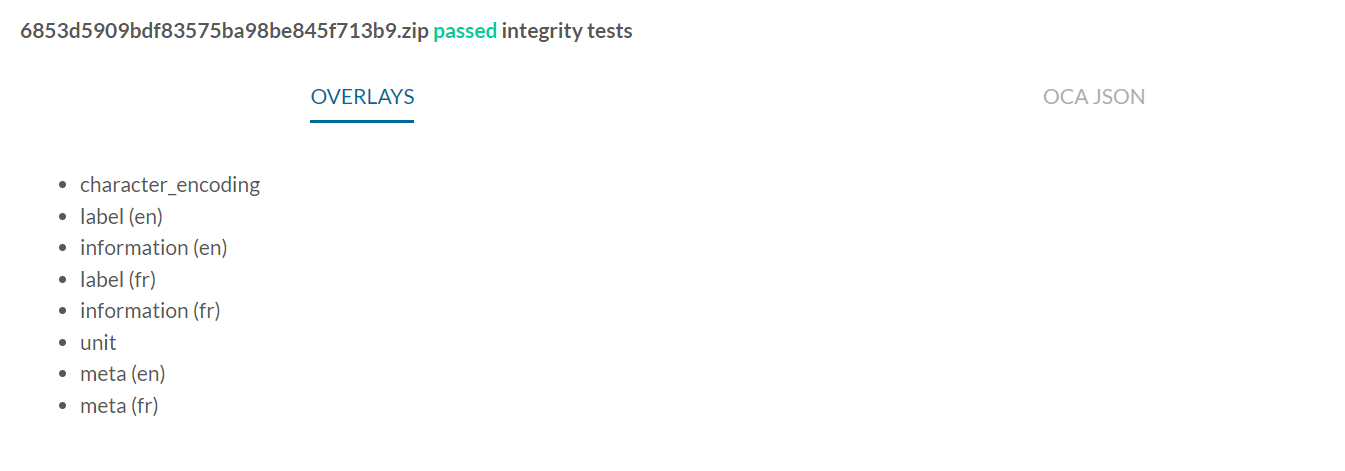 6853d5909bdf83575ba98be845f713b9.zip passed integrity tests
OVERLAYS OCA JSON
• character_encoding
• label (en)
• information (en)
• label (fr)
• information (fr)
• unit
• meta (en)
• meta (fr)